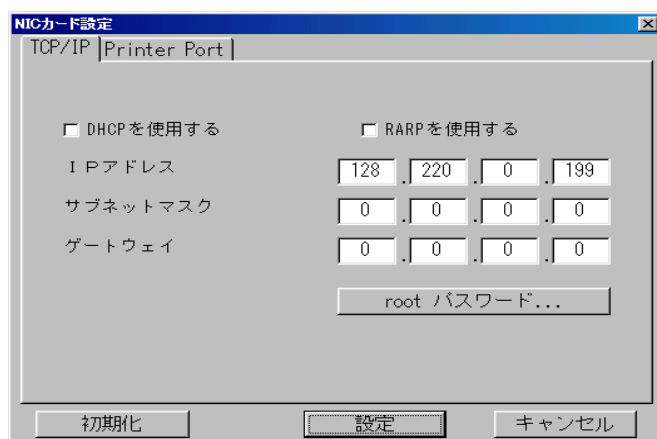 NICカード設定
TCP/IP Printer Port
DHCPを使用する RARPを使用する
ＩＰアドレス 128 . 220 . 0 . 199
サブネットマスク 0 . 0 . 0 . 0
ゲートウェイ 0 . 0 . 0 . 0
root パスワード...
初期化 設定 キャンセル